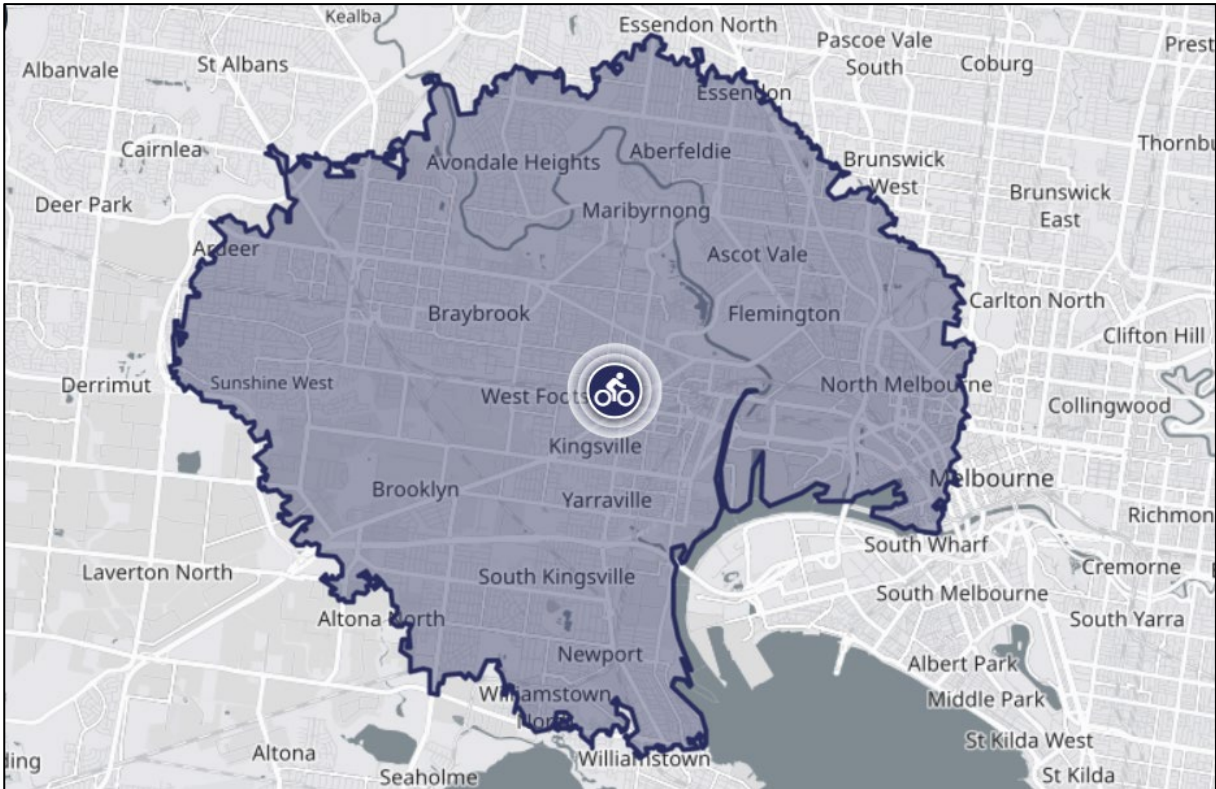 Kealba
Essendon North
Pascoe Vale
South
Albanvale
St Albans
Coburg
Prest
Essendon
Cairnlea
Avondale Heights
Aberfeldie
Brunswick
West
Thornbu
Deer Park
Maribyrnong
Brunswick
East
Ardeer
Ascot Vale
Braybrook
Flemington
Carlton North
Clifton Hill
Derrimut
Sunshine West
West Foots
North Melbourne
Collingwood
Kingsville
Brooklyn
Yarraville
Melbourne
Richmon
South Wharf
Laverton North
South Kingsville
Cremorne
South Melbourne
Altona North
South Yarra
Newport
Albert Park
Williamstown
North
Middle Park
Altona
Williamstown
St Kilda West
ding
Seaholme
St Kilda